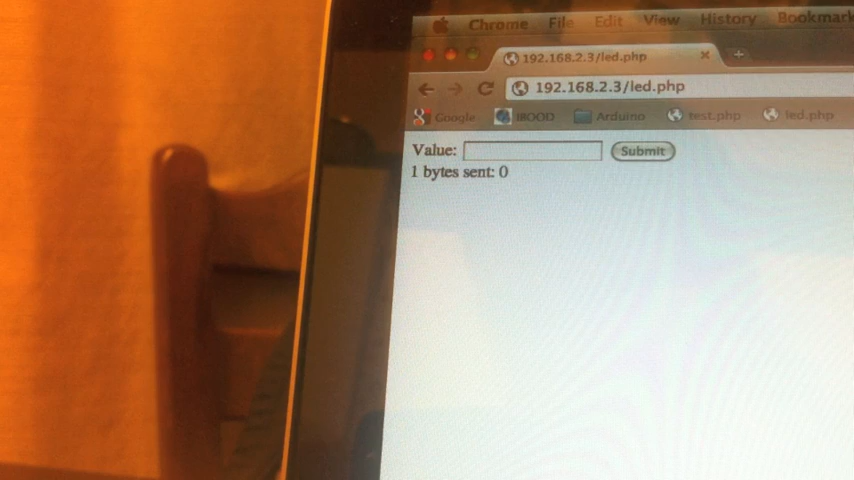 Chrome File Edit View History Bookmark
192.168.2.3/led.php
192.168.2.3/led.php
Google iBOOD Arduino test.php led.php
Value: Submit
1 bytes sent: 0